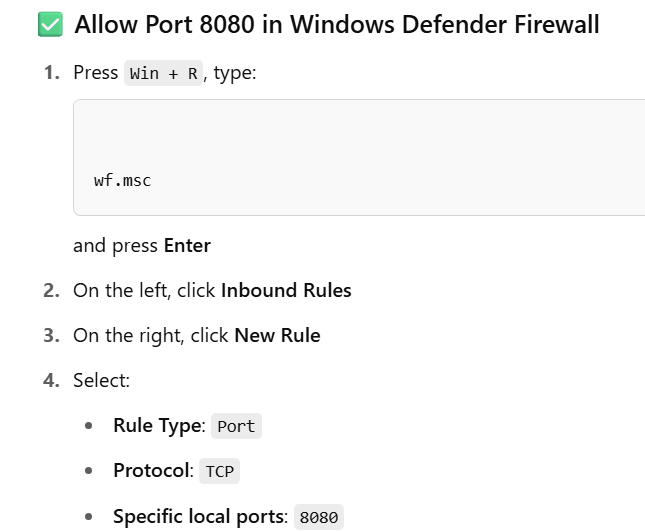 ✅ Allow Port 8080 in Windows Defender Firewall
1. Press Win + R, type:
wf.msc
and press Enter
2. On the left, click Inbound Rules
3. On the right, click New Rule
4. Select:
• Rule Type: Port
• Protocol: TCP
• Specific local ports: 8080